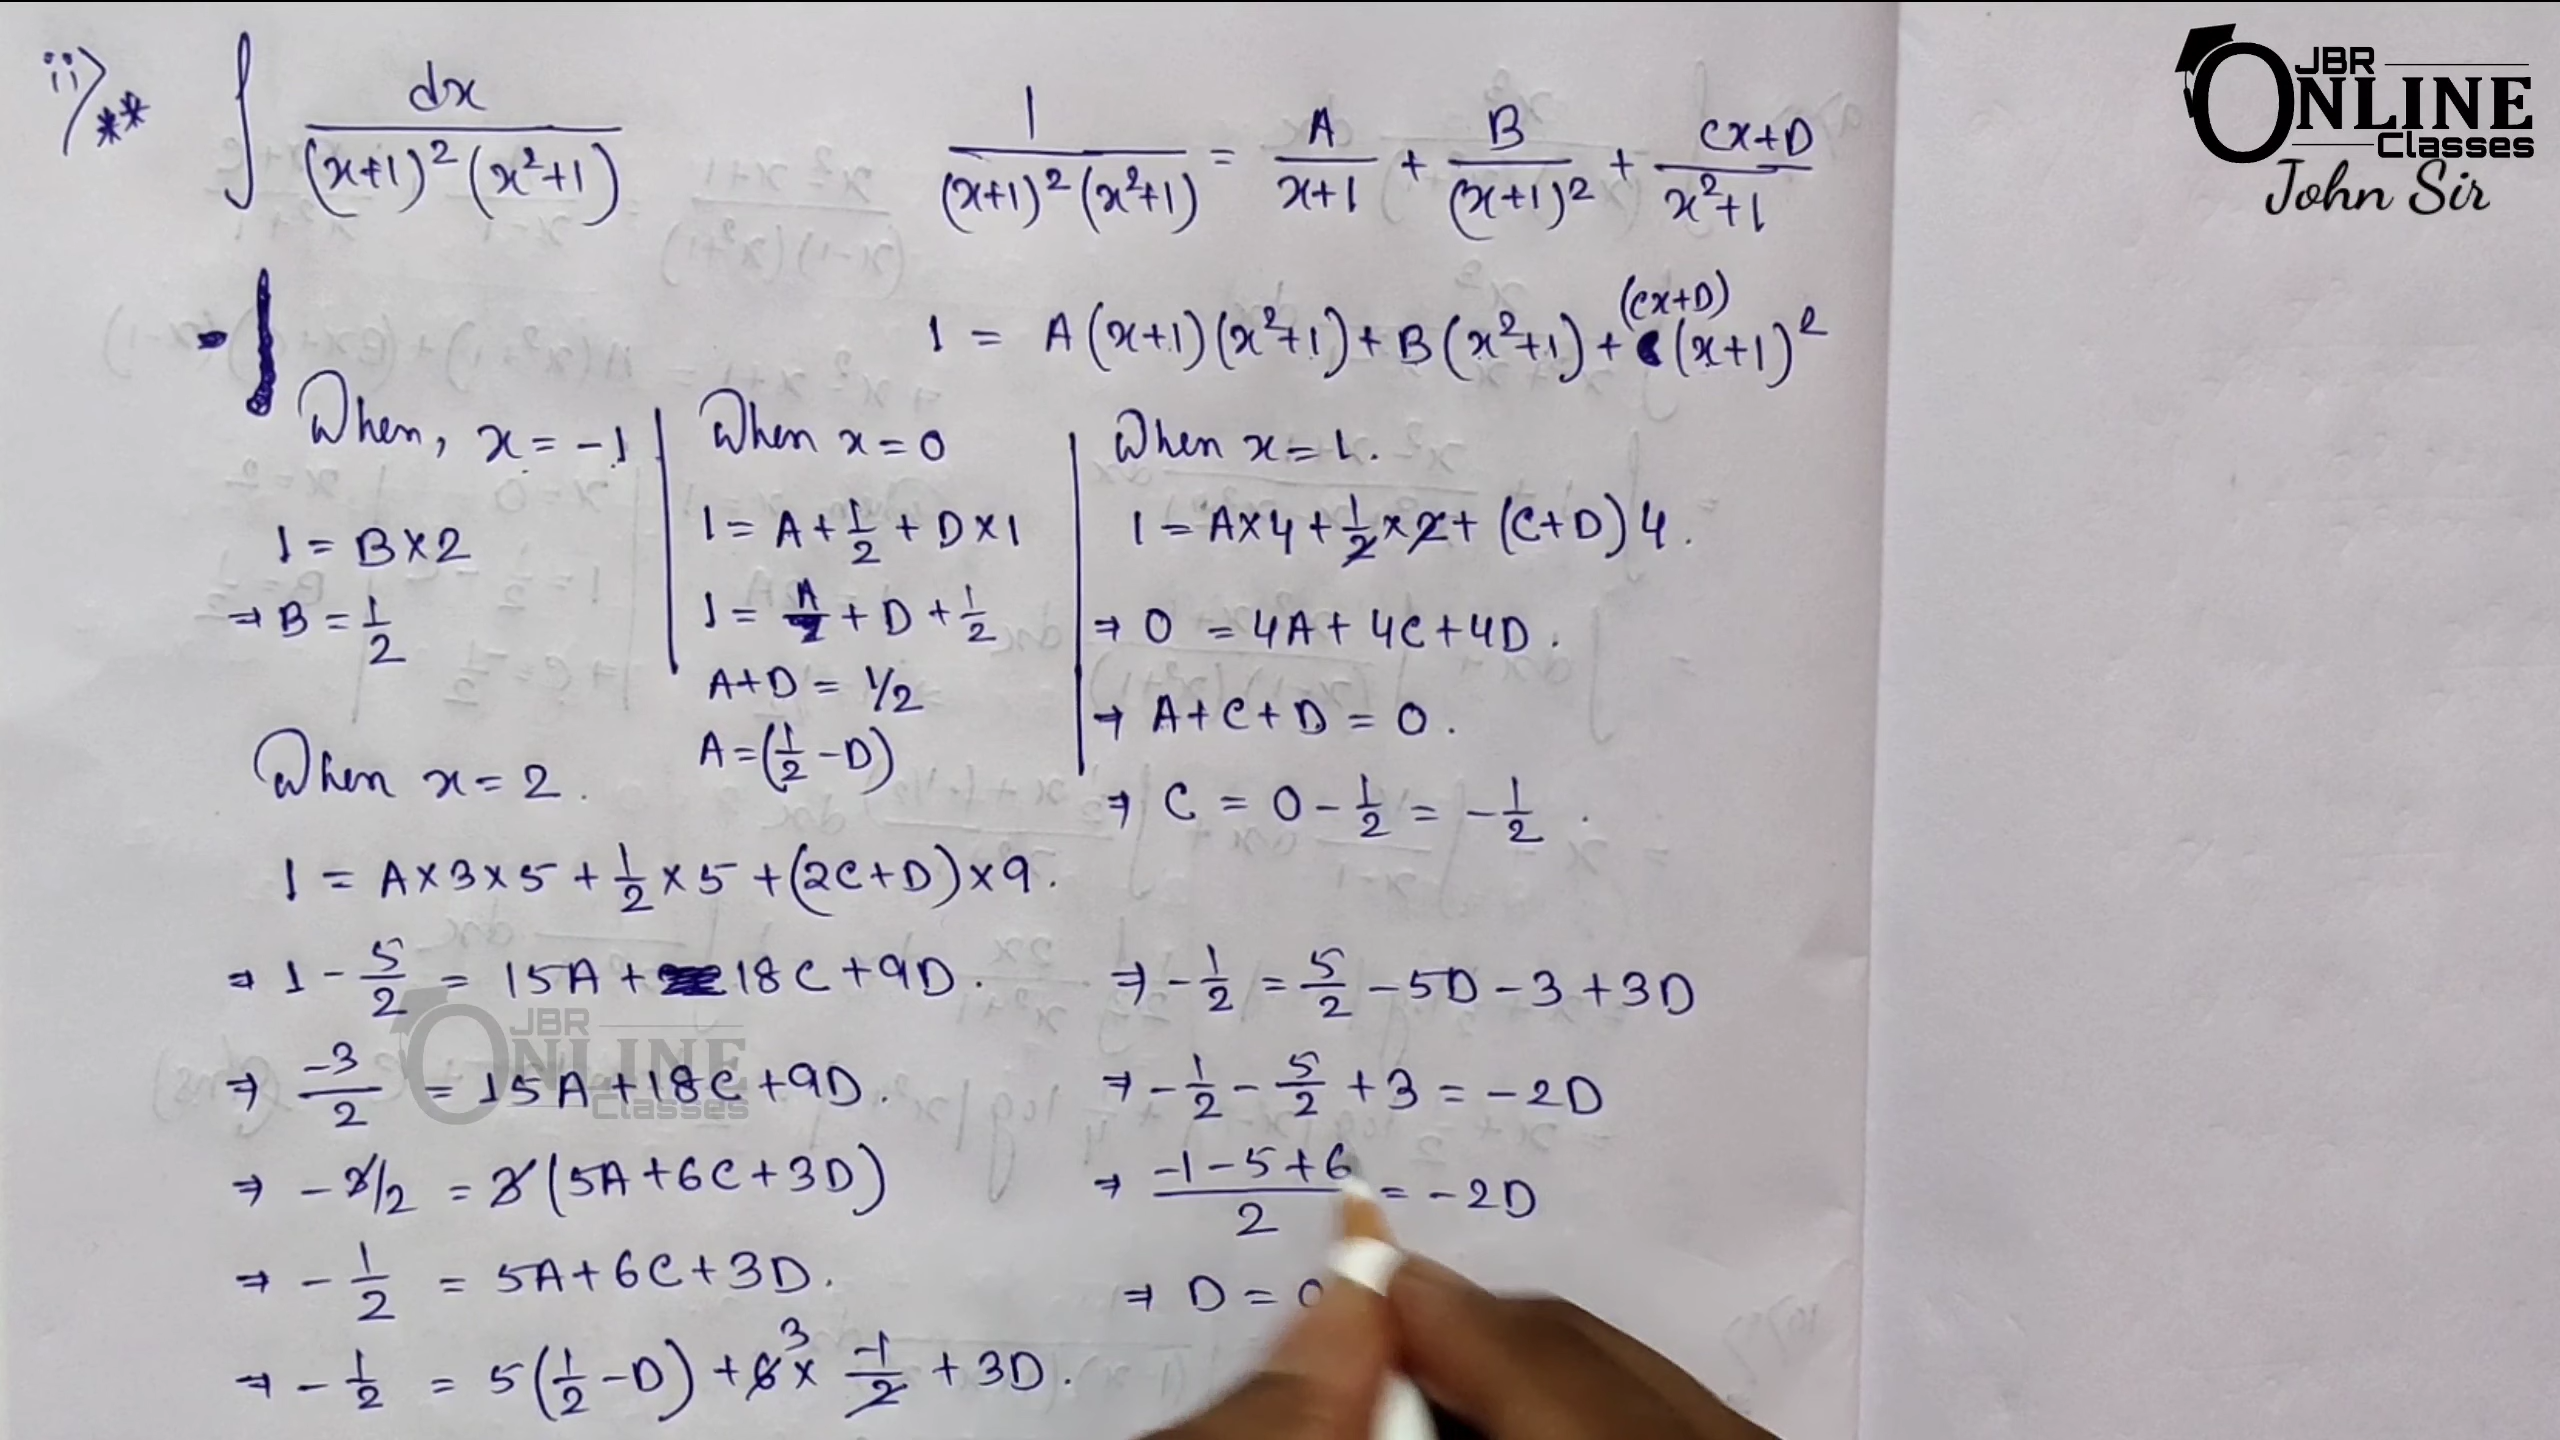 ii) ** ∫ dx / (x+1)² (x²+1)
1 / (x+1)² (x²+1) = A / x+1 + B / (x+1)² + Cx+D / x²+1
1 = A(x+1)(x²+1) + B(x²+1) + (Cx+D)(x+1)²
When, x = -1
1 = B×2
⇒ B = 1/2
When x = 0
1 = A + 1/2 + D×1
1 = A + D + 1/2
A+D = 1/2
A = (1/2 - D)
When x = 1.
1 = A×4 + 1/2 × 2 + (C+D)4.
⇒ 0 = 4A + 4C + 4D.
⇒ A + C + D = 0.
⇒ C = 0 - 1/2 = -1/2.
When x = 2.
1 = A×3×5 + 1/2 × 5 + (2C+D)×9.
⇒ 1 - 5/2 = 15A + 18C + 9D.
⇒ -3/2 = 15A + 18C + 9D.
⇒ -3/2 = 3(5A + 6C + 3D)
⇒ -1/2 = 5A + 6C + 3D.
⇒ -1/2 = 5(1/2 - D) + 6 3 × -1/2 + 3D.
⇒ -1/2 = 5/2 - 5D - 3 + 3D
⇒ -1/2 - 5/2 + 3 = -2D
⇒ -1-5+6 / 2 = -2D
⇒ D = 0
JBR
ONLINE
Classes
John Sir
JBR
ONLINE
Classes